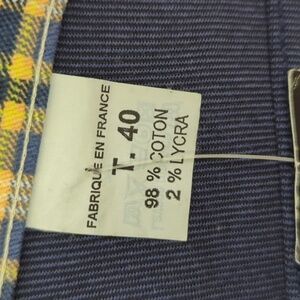 FABRIQUE EN FRANCE
T. 40
98 % COTON
2 % LYCRA